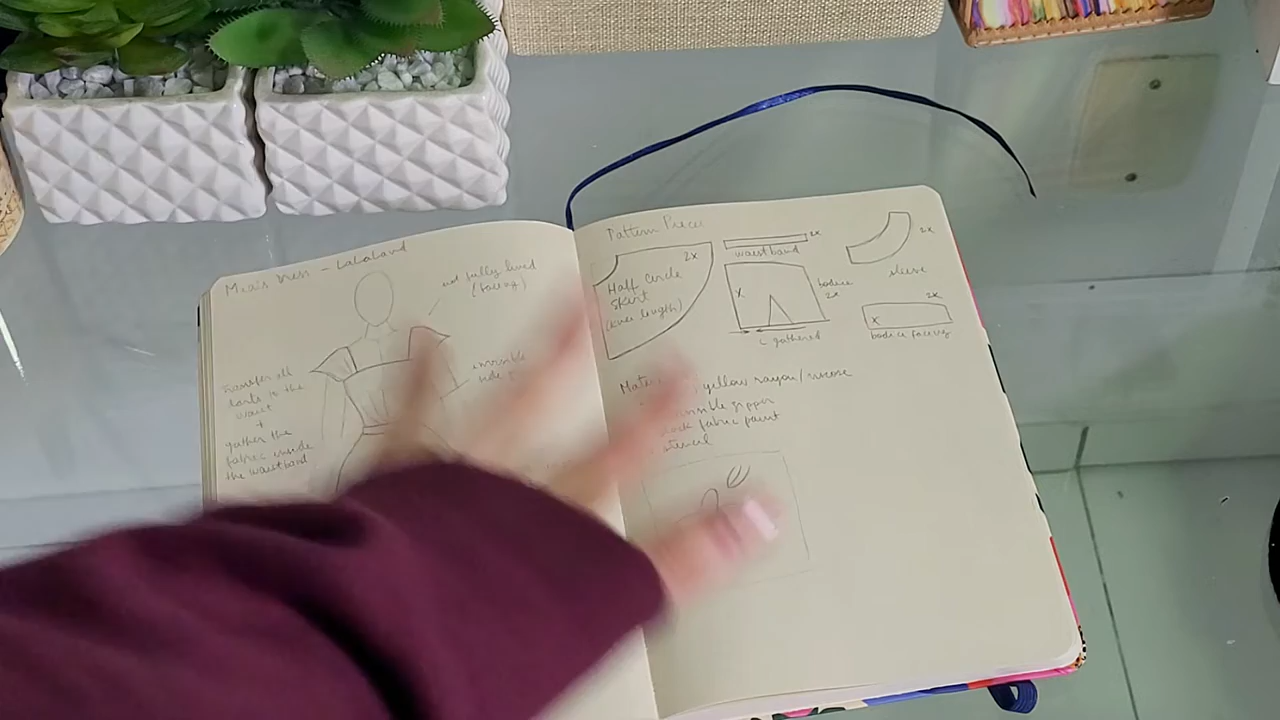 Mia's Dress - Lalaland
not fully lined
(facing)
invisible
side
Transfer all
darts to the
waist
+
gather the
fabric inside
the waistband
Pattern Pieces
2x
Half Circle
Skirt
(knee length)
2x
waistband
X
bodice
2x
gathered
2x
sleeve
2x
X
bodice facing
yellow rayon/viscose
zipper
fabric paint